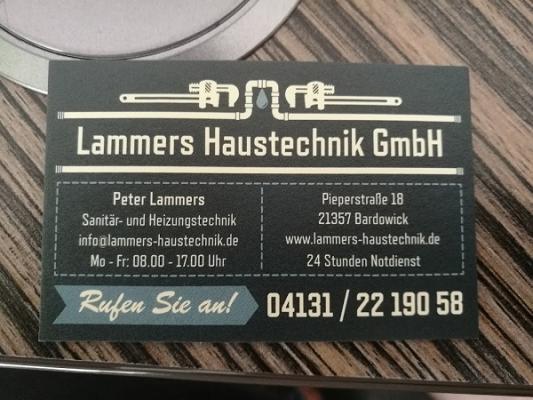 Lammers Haustechnik GmbH
Peter Lammers
Sanitär- und Heizungstechnik
info@lammers-haustechnik.de
Mo - Fr: 08.00 - 17.00 Uhr
Pieperstraße 18
21357 Bardowick
www.lammers-haustechnik.de
24 Stunden Notdienst
Rufen Sie an! 04131 / 22 190 58